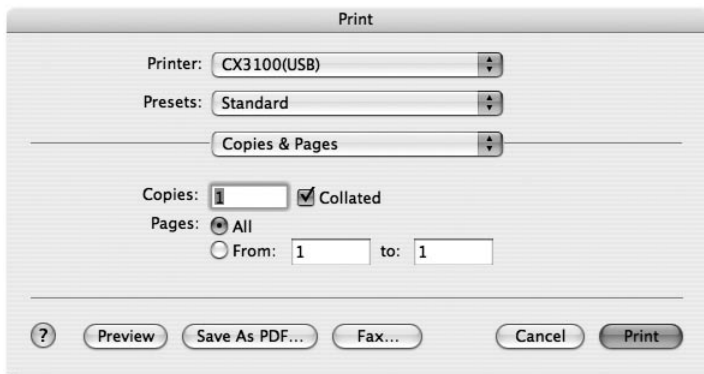 Print
Printer: CX3100(USB)
Presets: Standard
Copies & Pages
Copies: 1 Collated
Pages: All
From: 1 to: 1
? Preview Save As PDF... Fax... Cancel Print